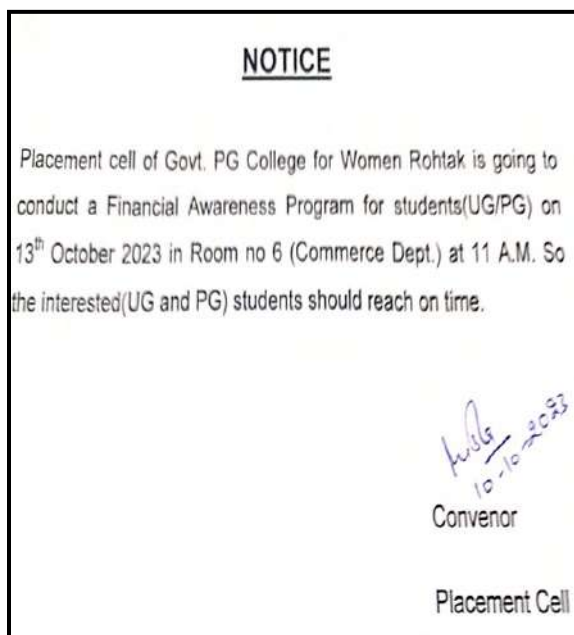 NOTICE
Placement cell of Govt. PG College for Women Rohtak is going to
conduct a Financial Awareness Program for students(UG/PG) on
13th October 2023 in Room no 6 (Commerce Dept.) at 11 A.M. So
the interested(UG and PG) students should reach on time.
10-10-2023
Convenor
Placement Cell